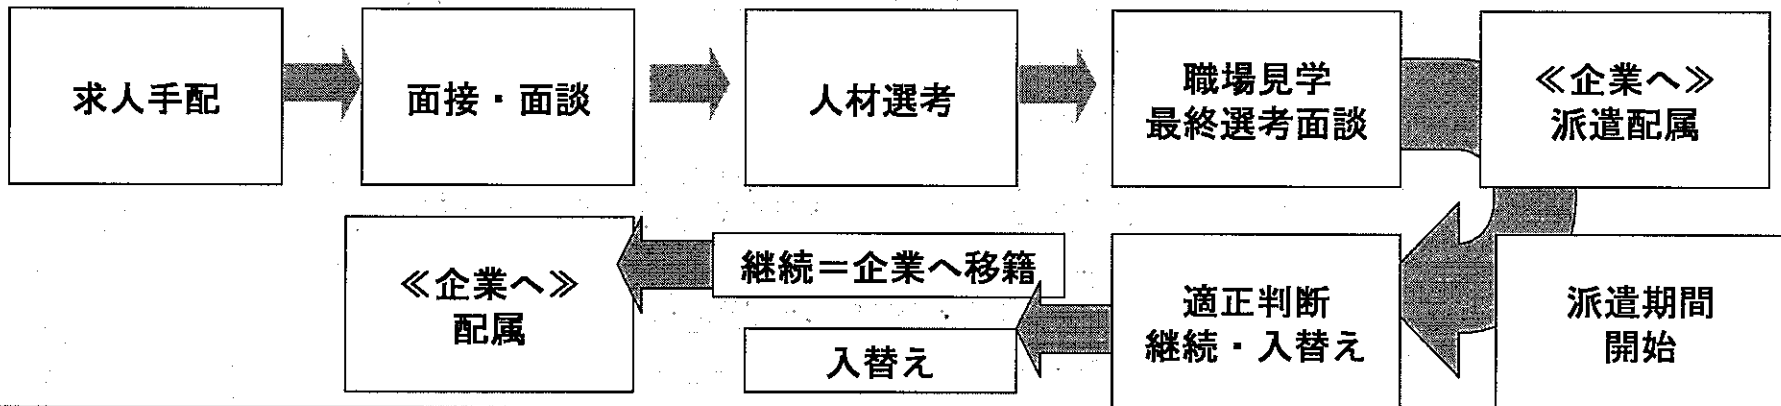 求人手配
面接・面談
人材選考
職場見学
最終選考面談
≪企業へ≫
派遣配属
≪企業へ≫
配属
継続＝企業へ移籍
入替え
適正判断
継続・入替え
派遣期間
開始